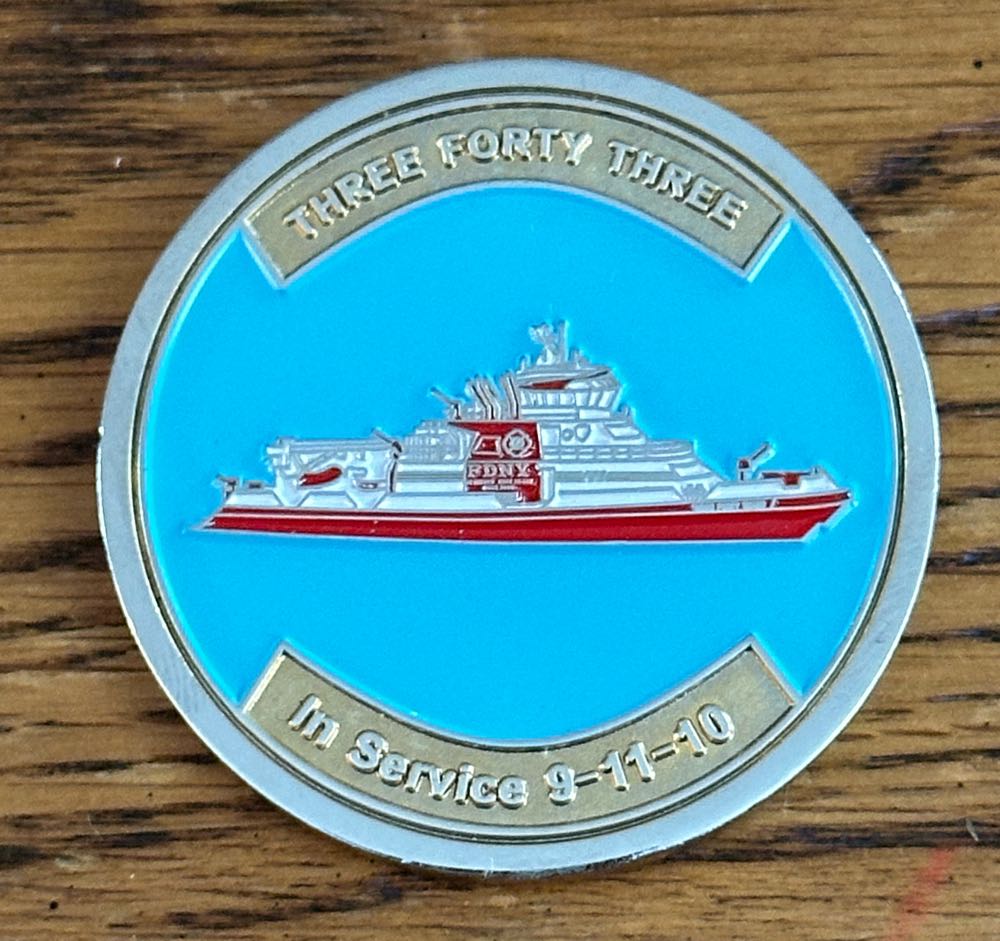 THREE FORTY THREE
FDNY
In Service 9-11-10